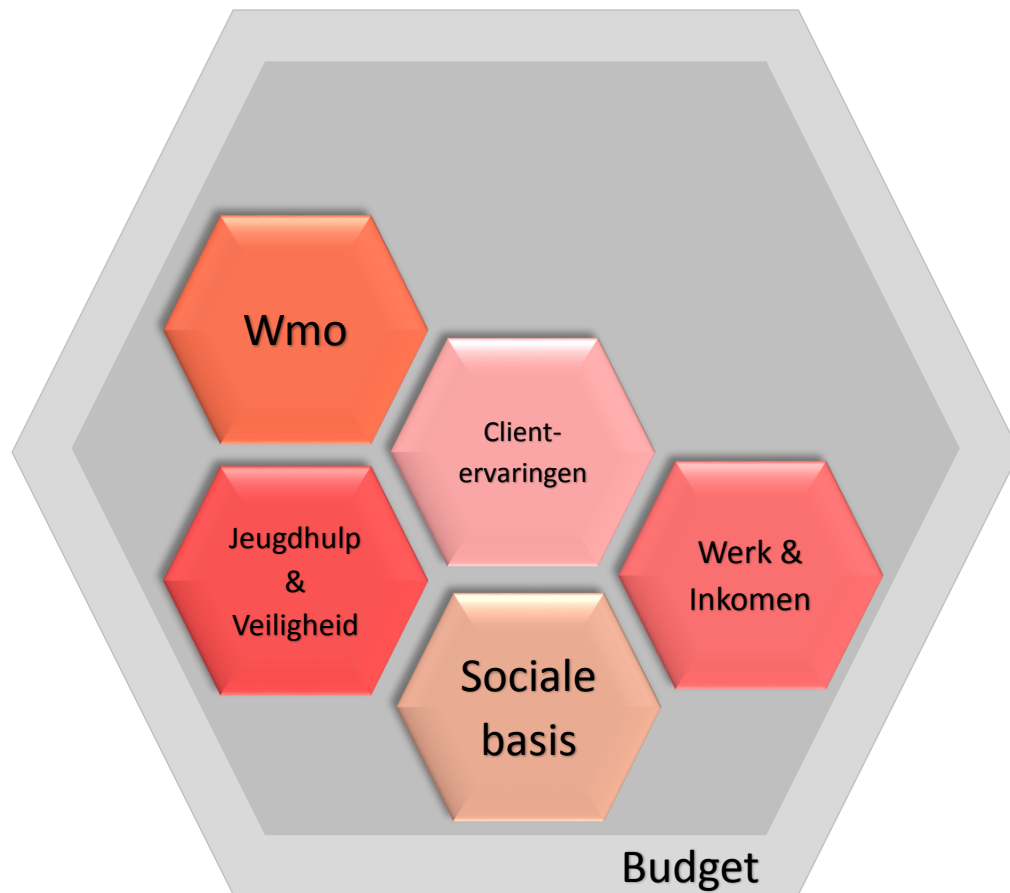 Wmo
Client-
ervaringen
Jeugdhulp
&
Veiligheid
Werk &
Inkomen
Sociale
basis
Budget